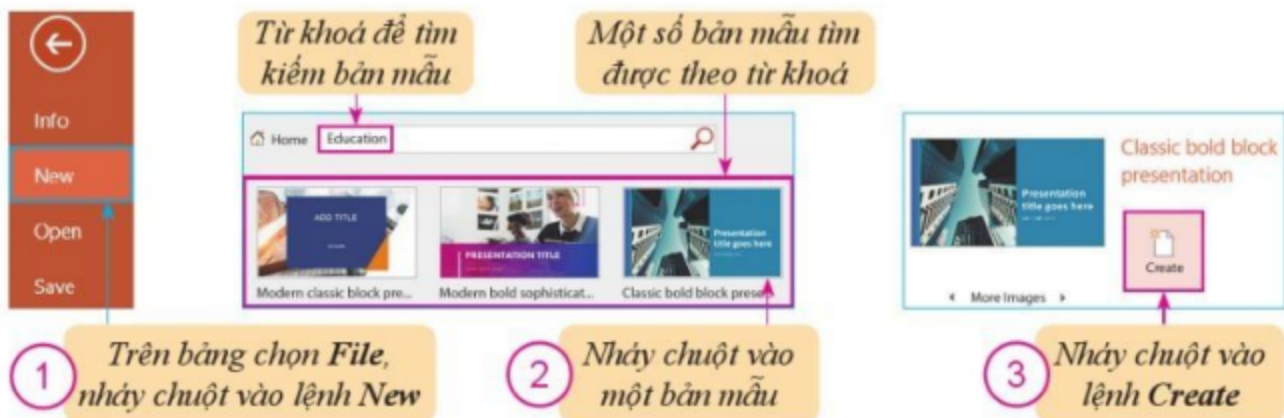 Info
New
Open
Save
Từ khoá để tìm
kiếm bản mẫu
Một số bản mẫu tìm
được theo từ khoá
Home Education
ADD TITLE
PRESENTATION TITLE
Presentation
title goes here
Modern classic block pre...
Modern bold sophisticat...
Classic bold block prese
Presentation
title goes here
Classic bold block
presentation
Create
More Images
1
Trên bảng chọn File,
nháy chuột vào lệnh New
2
Nháy chuột vào
một bản mẫu
3
Nháy chuột vào
lệnh Create